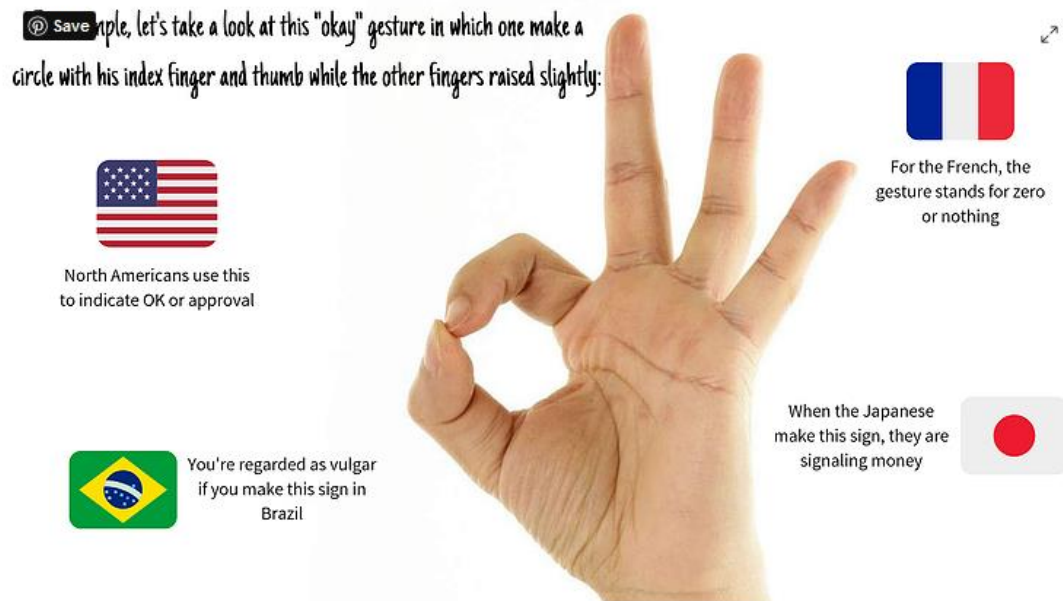 Save
let's take a look at this "okay" gesture in which one make a
circle with his index finger and thumb while the other fingers raised slightly:
North Americans use this
to indicate OK or approval
For the French, the
gesture stands for zero
or nothing
You're regarded as vulgar
if you make this sign in
Brazil
When the Japanese
make this sign, they are
signaling money